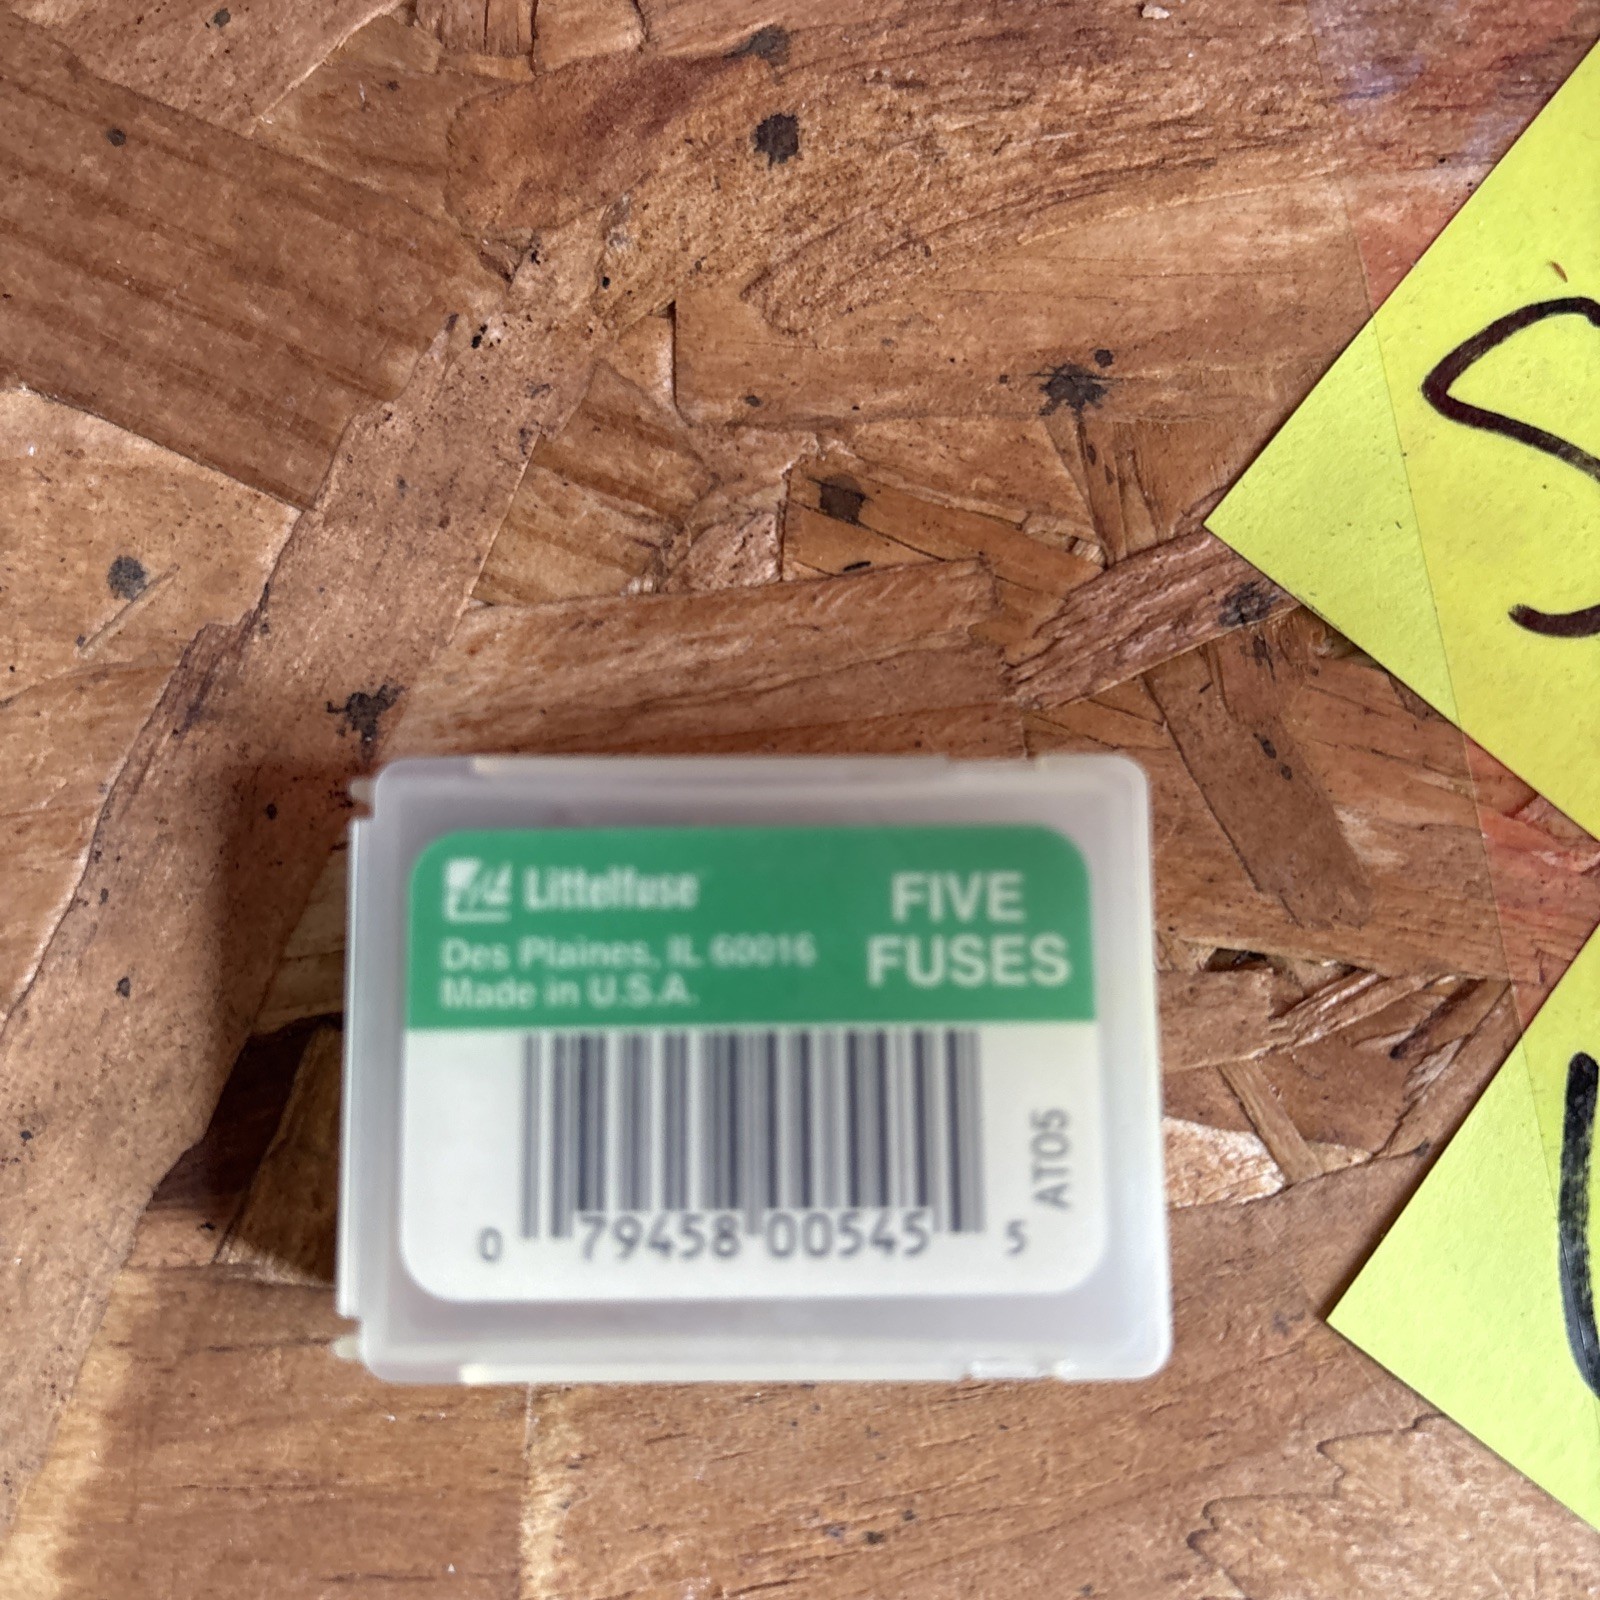 Littelfuse
Des Plaines, IL 60016
Made in U.S.A.
FIVE
FUSES
0 79458 00545 5
ATO5
S